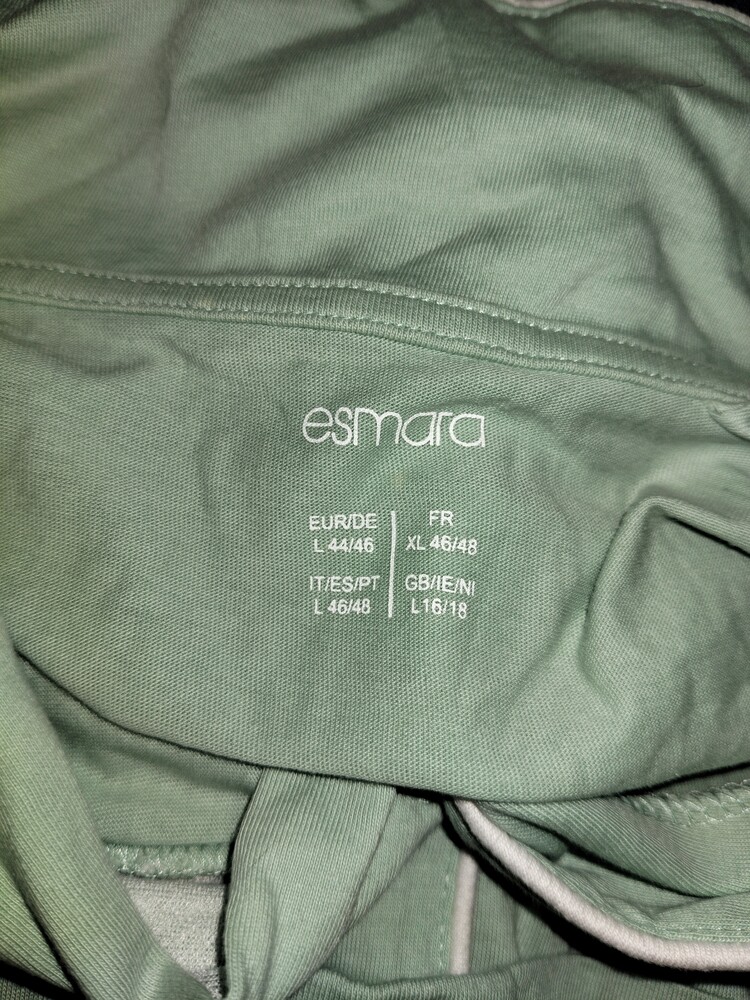 esmara
EUR/DE
L 44/46
FR
XL 46/48
IT/ES/PT
L 46/48
GB/IE/NI
L16/18